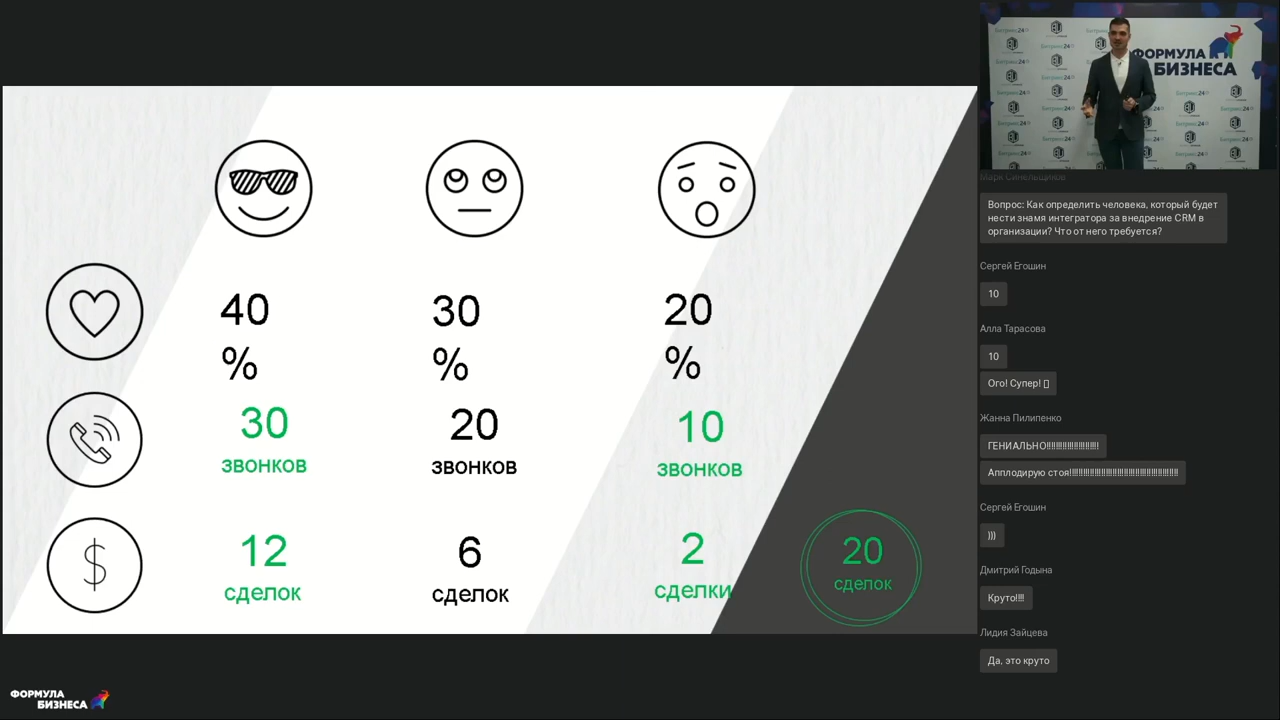 40
%
30
%
20
%
30
звонков
20
звонков
10
звонков
12
сделок
6
сделок
2
сделки
20
сделок
ФОРМУЛА
БИЗНЕСА
ФОРМУЛА
БИЗНЕСА
Битрикс24
Марк Синельщиков
Вопрос: Как определить человека, который будет
нести знамя интегратора за внедрение CRM в
организации? Что от него требуется?
Сергей Егошин
10
Алла Тарасова
10
Ого! Супер!
Жанна Пилипенко
ГЕНИАЛЬНО!!!!!!!!!!!!!!!!!!!!!!
Апплодирую стоя!!!!!!!!!!!!!!!!!!!!!!!!!!!!!!!!!!!!!!!!!
Сергей Егошин
)))
Дмитрий Годына
Круто!!!!
Лидия Зайцева
Да, это круто